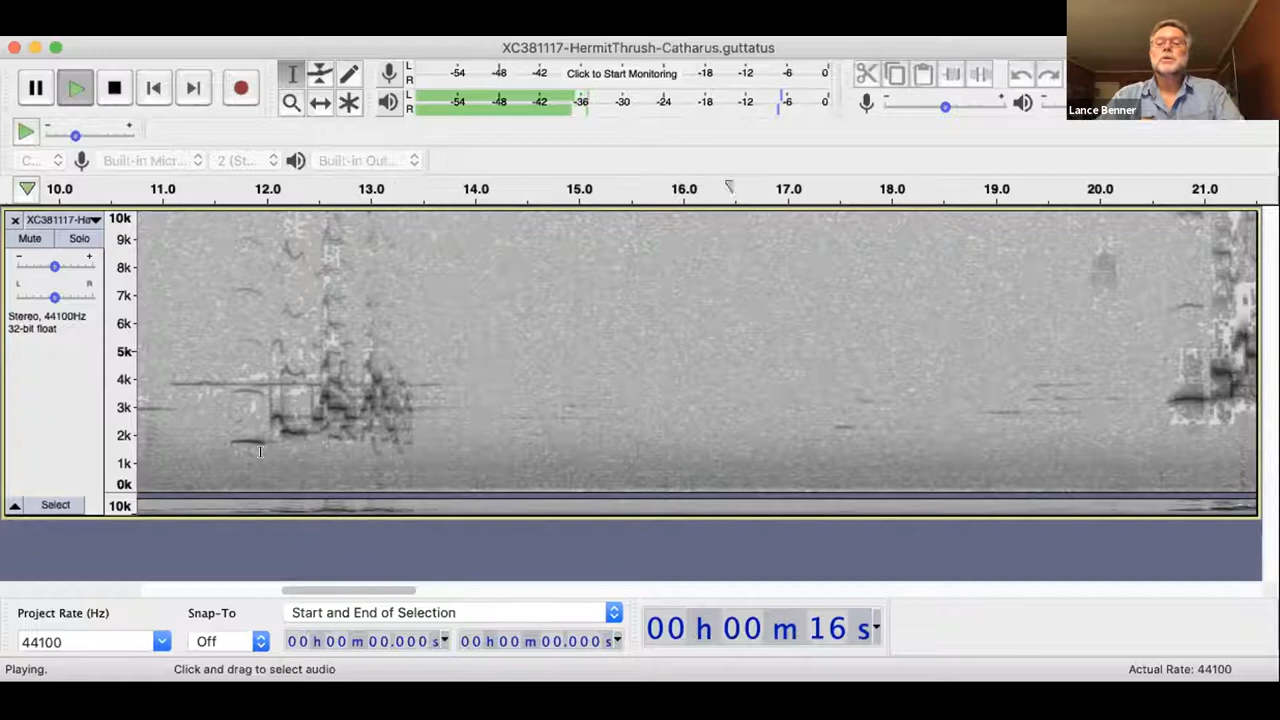 XC381117-HermitThrush-Catharus.guttatus
L R -54 -48 -42 Click to Start Monitoring -18 -12 -6 0
L R -54 -48 -42 -36 -30 -24 -18 -12 -6 0
Lance Benner
- +
C... Built-in Micr... 2 (St... Built-in Out...
10.0 11.0 12.0 13.0 14.0 15.0 16.0 17.0 18.0 19.0 20.0 21.0
× XC381117-He
Mute Solo
- +
L R
Stereo, 44100Hz
32-bit float
10k
9k
8k
7k
6k
5k
4k
3k
2k
1k
0k
Select 10k
Project Rate (Hz) Snap-To Start and End of Selection
44100 Off 00 h 00 m 00.000 s 00 h 00 m 00.000 s
00 h 00 m 16 s
Playing. Click and drag to select audio Actual Rate: 44100